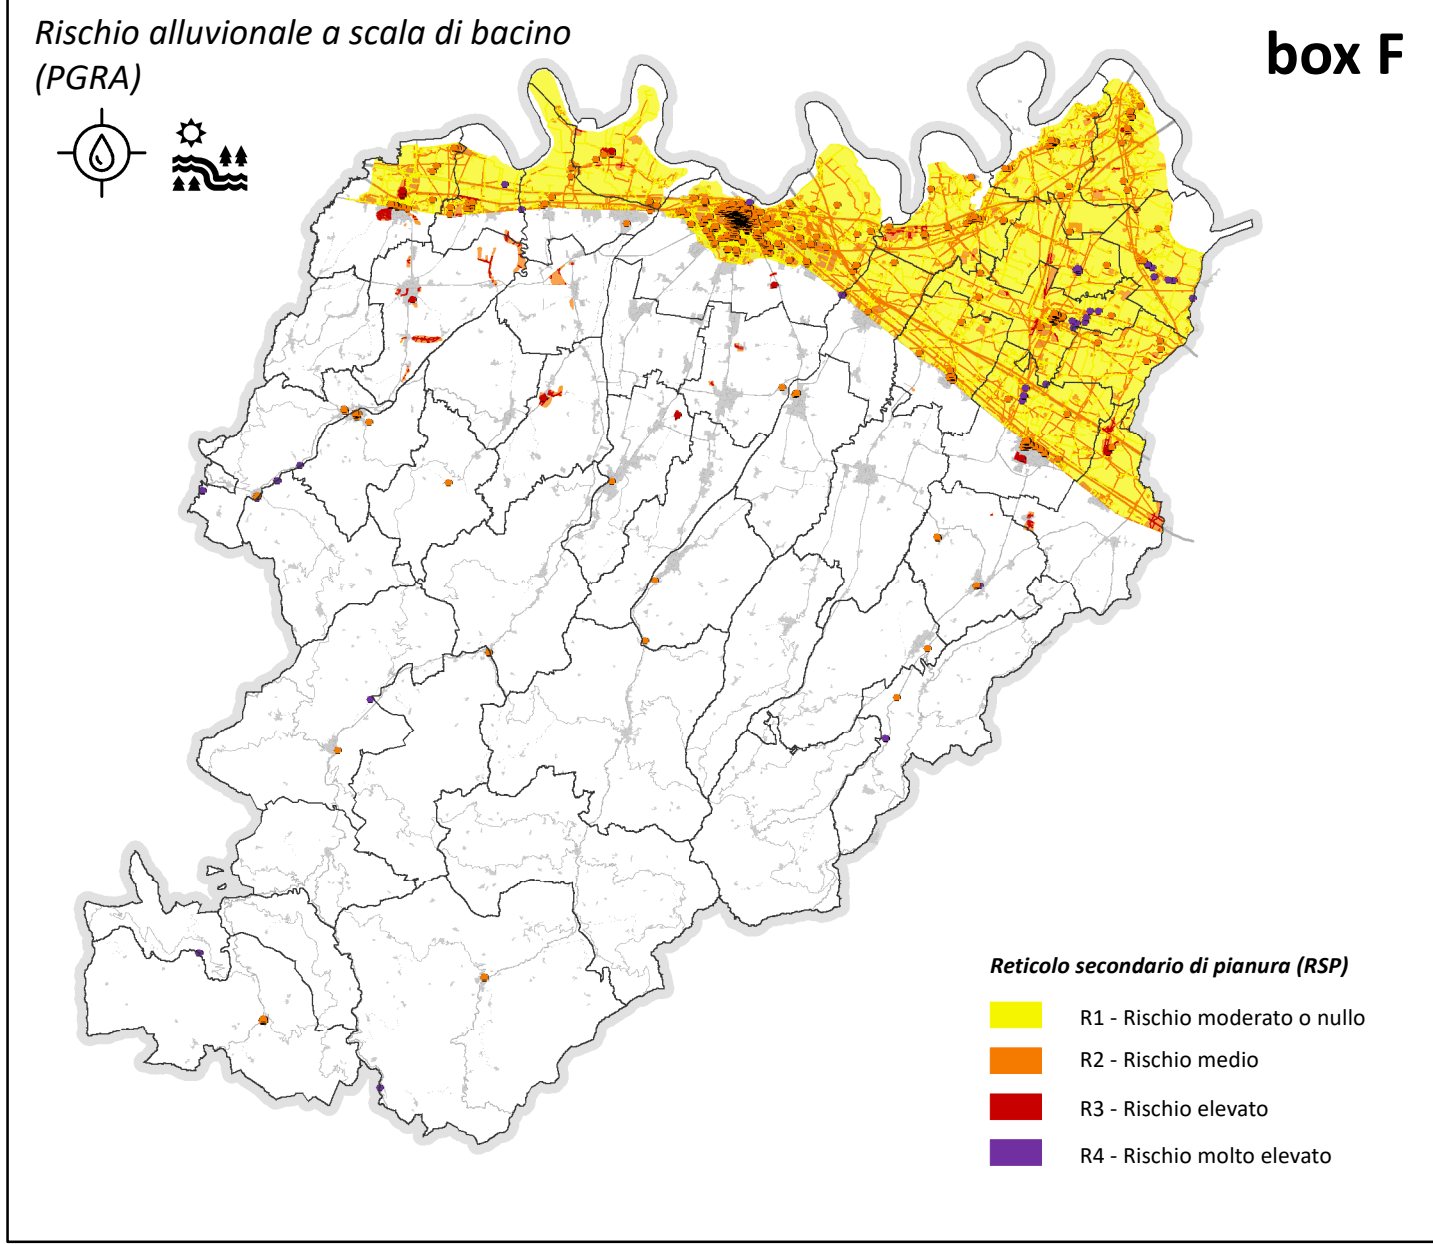 Rischio alluvionale a scala di bacino
(PGRA)
box F
Reticolo secondario di pianura (RSP)
R1 - Rischio moderato o nullo
R2 - Rischio medio
R3 - Rischio elevato
R4 - Rischio molto elevato